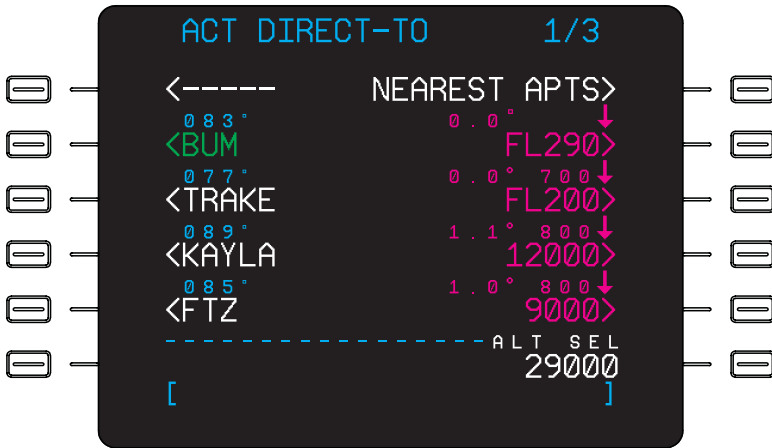 ACT DIRECT-TO 1/3
<----- NEAREST APTS>
083° 0.0° ↓
<BUM FL290>
077° 0.0° 700↓
<TRAKE FL200>
089° 1.1° 800↓
<KAYLA 12000>
085° 1.0° 800↓
<FTZ 9000>
------------------ALT SEL
29000
[ ]